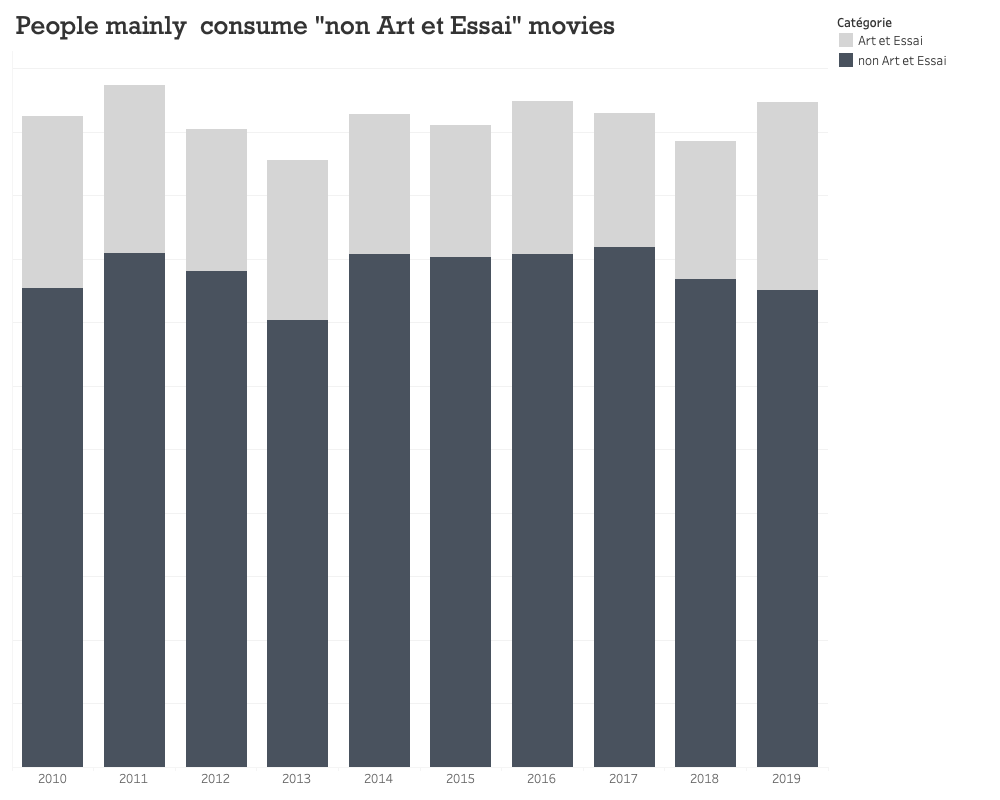 People mainly  consume "non Art et Essai" movies
Catégorie
Art et Essai
non Art et Essai
2010 2011 2012 2013 2014 2015 2016 2017 2018 2019